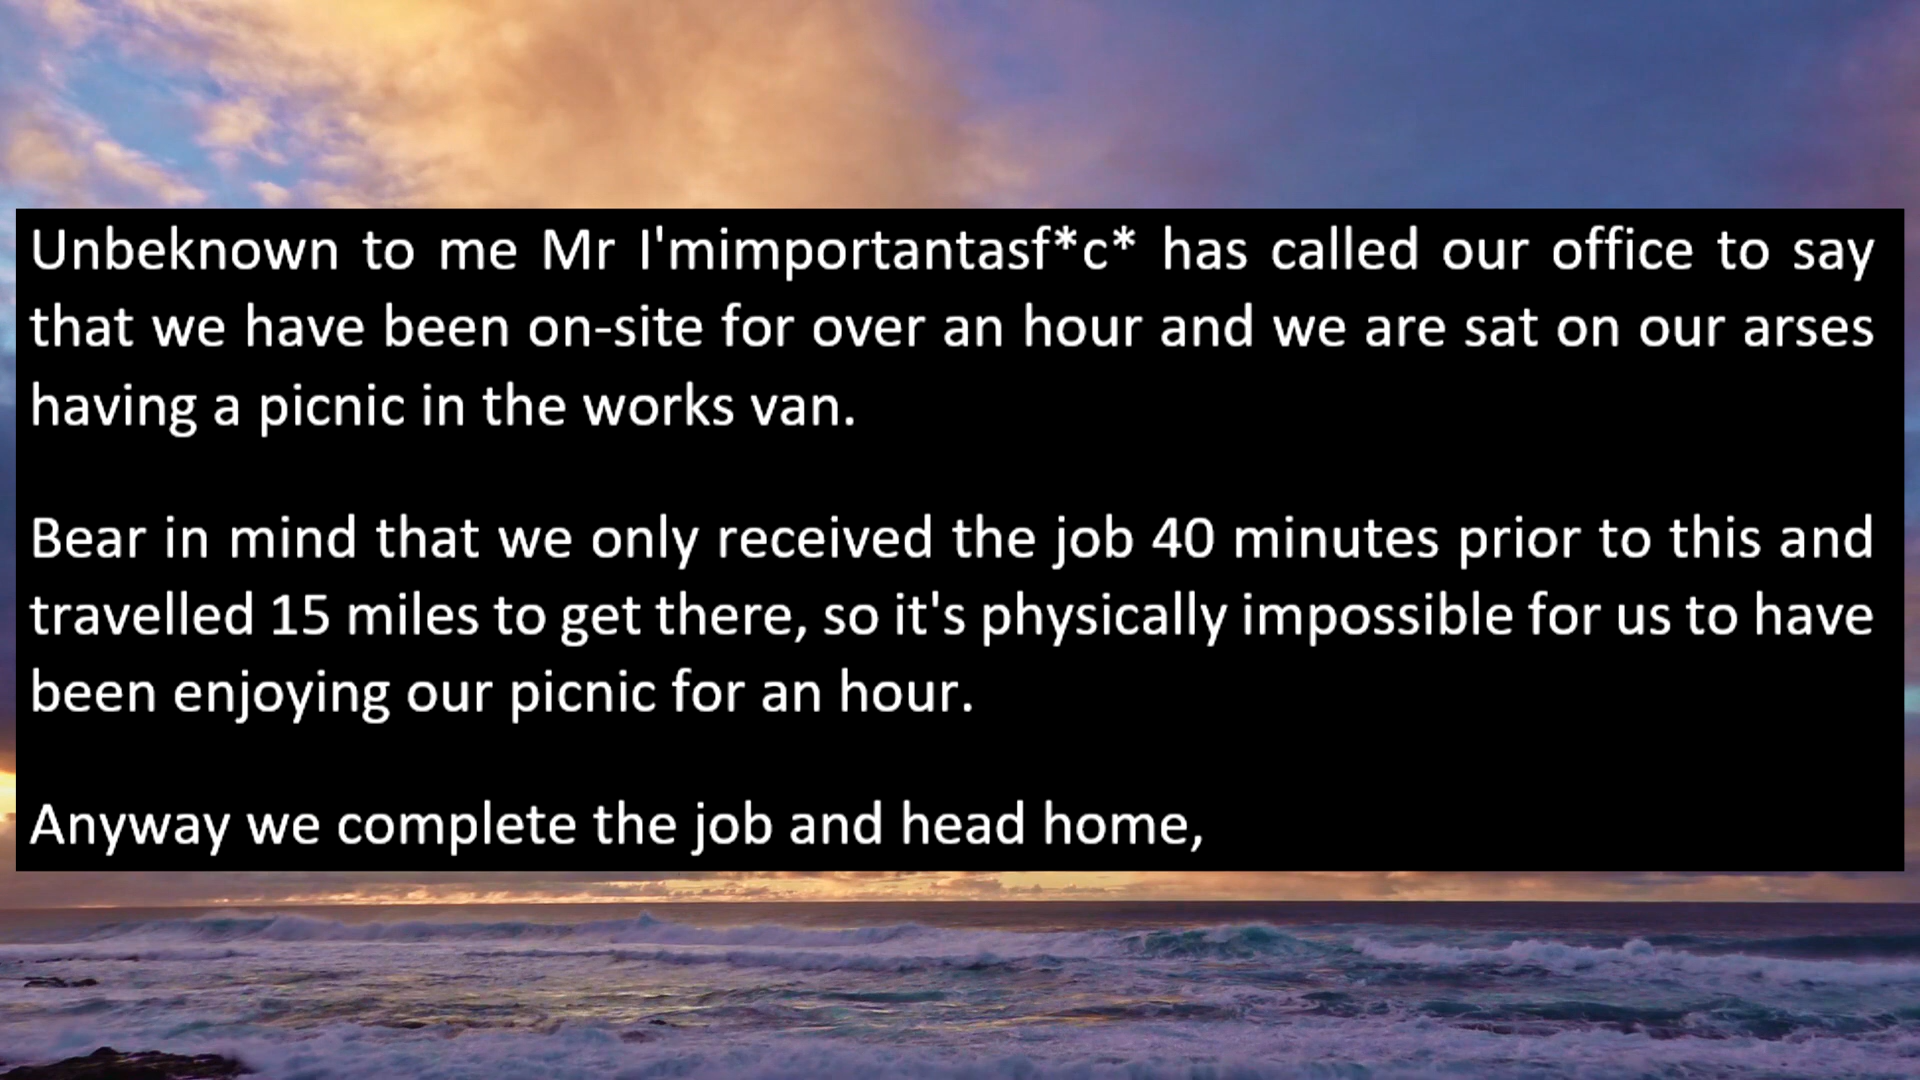 Unbeknown to me Mr I'mimportantasf*c* has called our office to say
that we have been on-site for over an hour and we are sat on our arses
having a picnic in the works van.
Bear in mind that we only received the job 40 minutes prior to this and
travelled 15 miles to get there, so it's physically impossible for us to have
been enjoying our picnic for an hour.
Anyway we complete the job and head home,